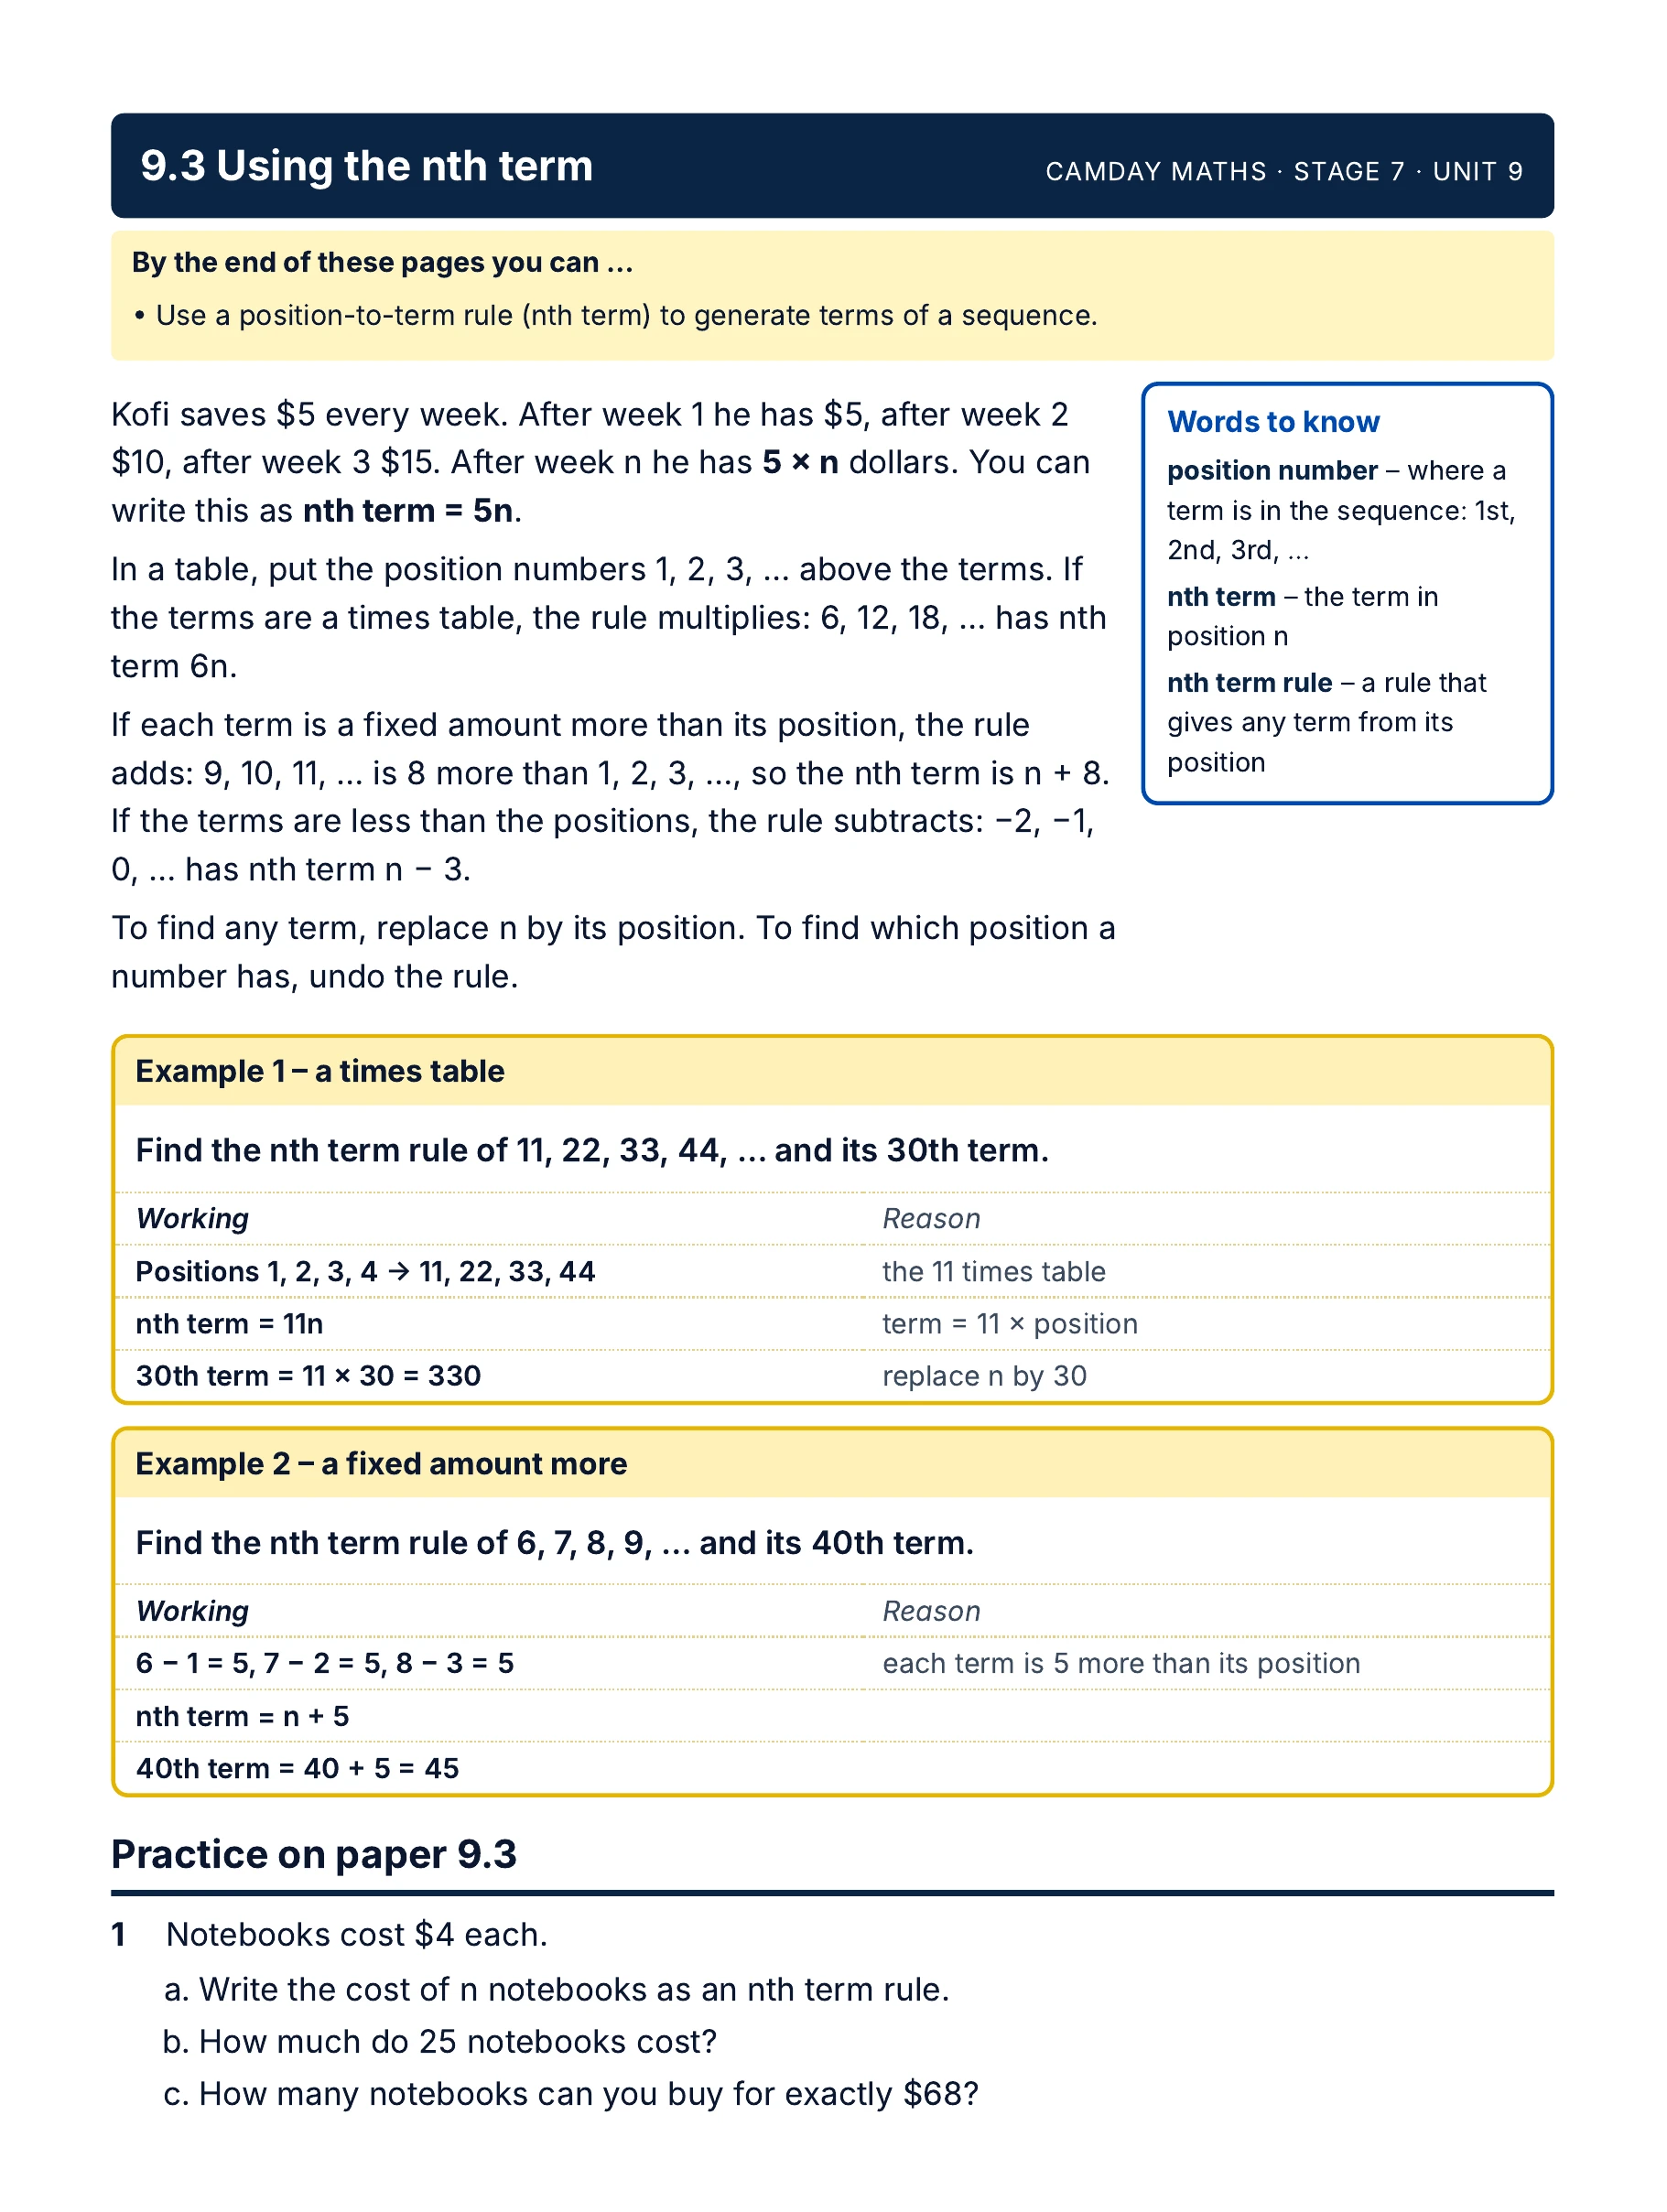 9.3 Using the nth term
CAMDAY MATHS · STAGE 7 · UNIT 9
By the end of these pages you can …
• Use a position-to-term rule (nth term) to generate terms of a sequence.
Kofi saves $5 every week. After week 1 he has $5, after week 2
$10, after week 3 $15. After week n he has 5 × n dollars. You can
write this as nth term = 5n.
In a table, put the position numbers 1, 2, 3, … above the terms. If
the terms are a times table, the rule multiplies: 6, 12, 18, … has nth
term 6n.
If each term is a fixed amount more than its position, the rule
adds: 9, 10, 11, … is 8 more than 1, 2, 3, …, so the nth term is n + 8.
If the terms are less than the positions, the rule subtracts: −2, −1,
0, … has nth term n − 3.
To find any term, replace n by its position. To find which position a
number has, undo the rule.
Words to know
position number – where a
term is in the sequence: 1st,
2nd, 3rd, …
nth term – the term in
position n
nth term rule – a rule that
gives any term from its
position
Example 1 – a times table
Find the nth term rule of 11, 22, 33, 44, … and its 30th term.
Working Reason
Positions 1, 2, 3, 4 → 11, 22, 33, 44 the 11 times table
nth term = 11n term = 11 × position
30th term = 11 × 30 = 330 replace n by 30
Example 2 – a fixed amount more
Find the nth term rule of 6, 7, 8, 9, … and its 40th term.
Working Reason
6 − 1 = 5, 7 − 2 = 5, 8 − 3 = 5 each term is 5 more than its position
nth term = n + 5
40th term = 40 + 5 = 45
Practice on paper 9.3
1 Notebooks cost $4 each.
a. Write the cost of n notebooks as an nth term rule.
b. How much do 25 notebooks cost?
c. How many notebooks can you buy for exactly $68?